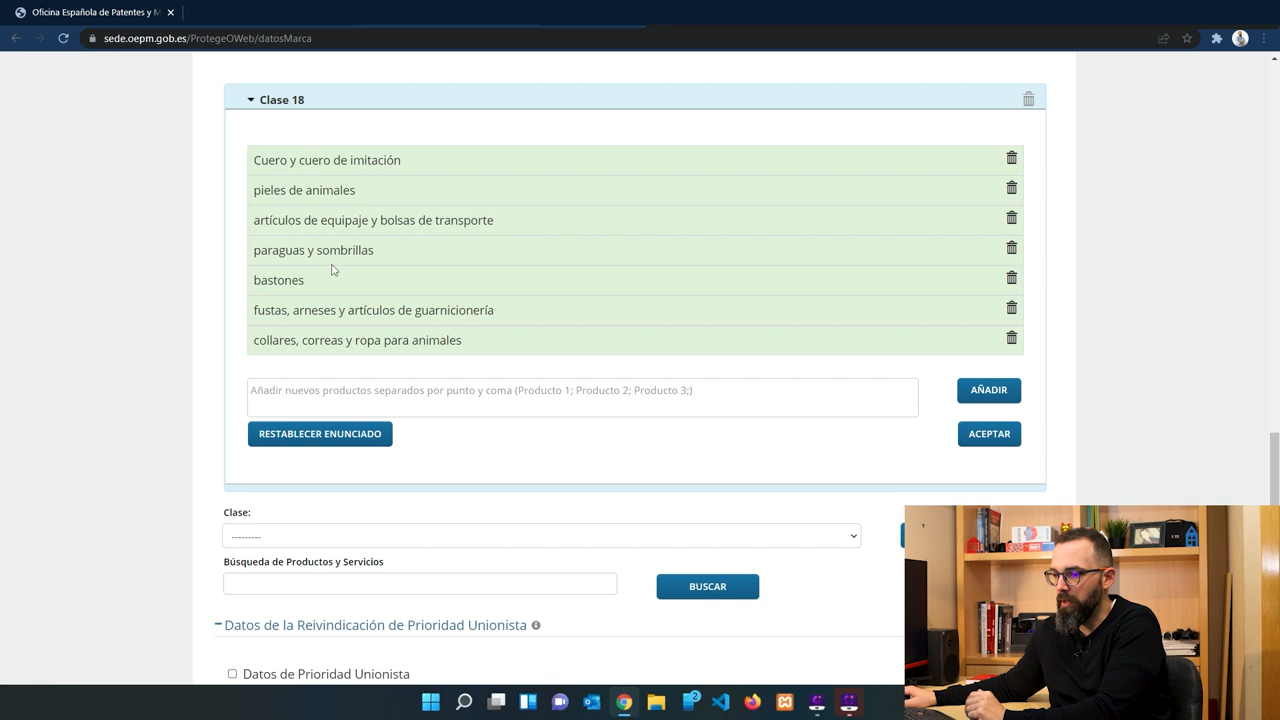 Oficina Española de Patentes y M
sede.oepm.gob.es/ProtegeOWeb/datosMarca
Clase 18
Cuero y cuero de imitación
pieles de animales
artículos de equipaje y bolsas de transporte
paraguas y sombrillas
bastones
fustas, arneses y artículos de guarnicionería
collares, correas y ropa para animales
Añadir nuevos productos separados por punto y coma (Producto 1; Producto 2; Producto 3;)
AÑADIR
RESTABLECER ENUNCIADO
ACEPTAR
Clase:
---------
Búsqueda de Productos y Servicios
BUSCAR
Datos de la Reivindicación de Prioridad Unionista
Datos de Prioridad Unionista
2